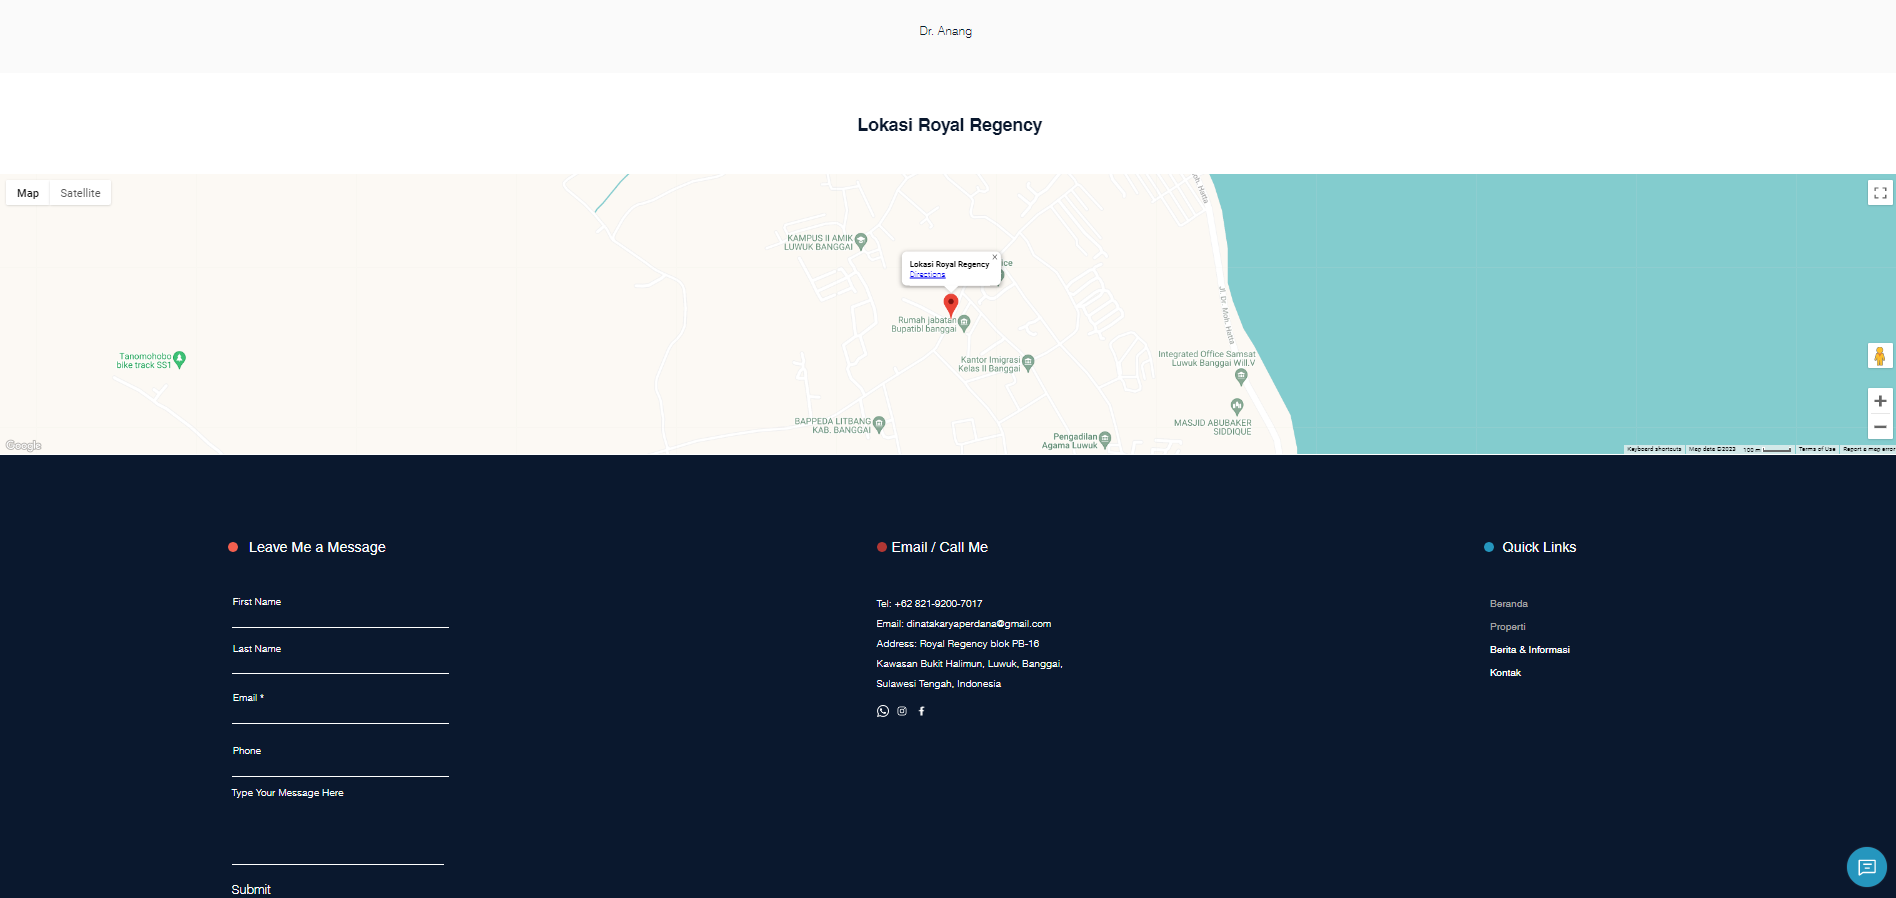 Dr. Anang
Lokasi Royal Regency
Map
Satellite
Moh. Hatta
KAMPUS II AMIK
LUWUK BANGGAI
Lokasi Royal Regency
Directions
Rumah jabatan
Bupatibl banggai
Jl. Dr. Moh. Hatta
Tanomohobo
bike track SS1
Kantor Imigrasi
Kelas II Banggai
Integrated Office Samsat
Luwuk Banggai Will.V
BAPPEDA LITBANG
KAB. BANGGAI
MASJID ABUBAKER
SIDDIQUE
Pengadilan
Agama Luwuk
Google
Keyboard shortcuts
Map data ©2023
100 m
Terms of Use
Report a map error
Leave Me a Message
First Name
Last Name
Email *
Phone
Type Your Message Here
Submit
Email / Call Me
Tel: +62 821-9200-7017
Email: dinatakaryaperdana@gmail.com
Address: Royal Regency blok PB-16
Kawasan Bukit Halimun, Luwuk, Banggai,
Sulawesi Tengah, Indonesia
Quick Links
Beranda
Properti
Berita & Informasi
Kontak